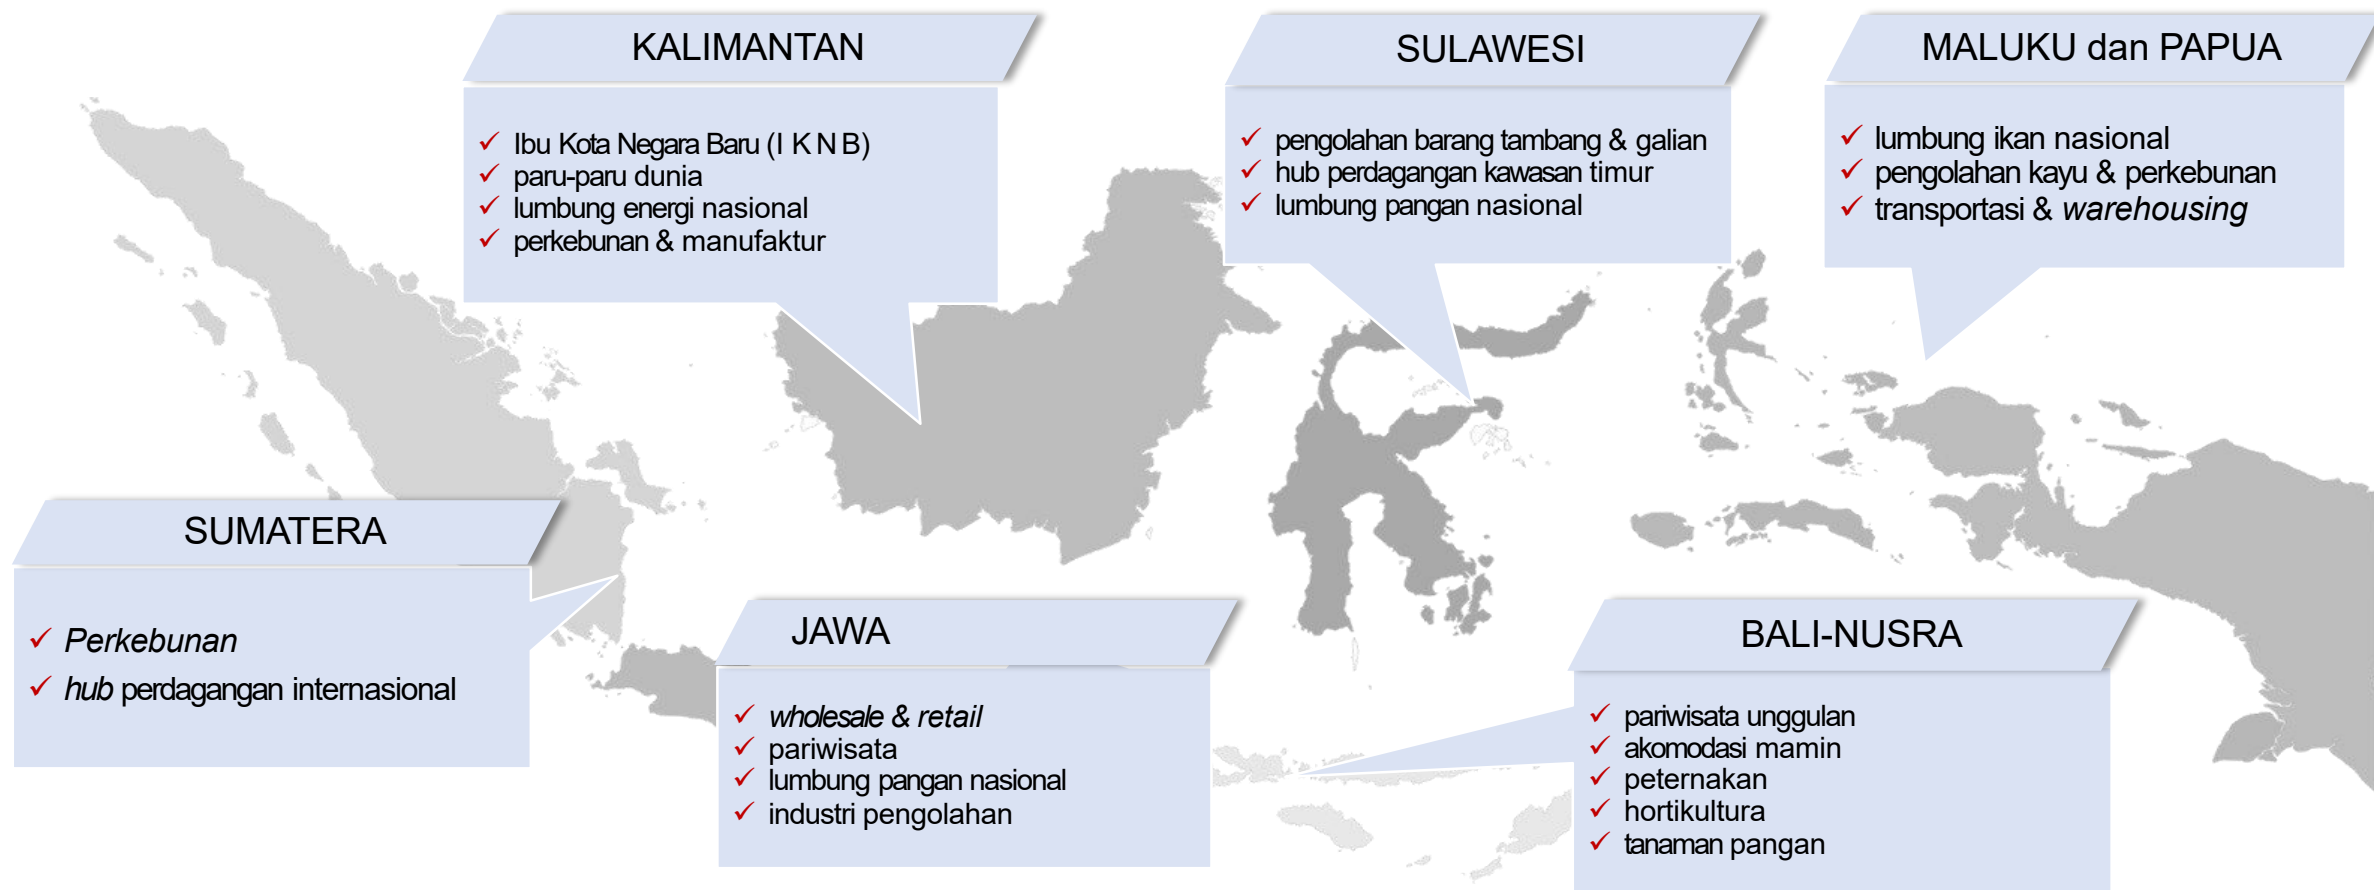 KALIMANTAN
Ibu Kota Negara Baru (I K N B)
paru-paru dunia
lumbung energi nasional
perkebunan & manufaktur
SULAWESI
pengolahan barang tambang & galian
hub perdagangan kawasan timur
lumbung pangan nasional
MALUKU dan PAPUA
lumbung ikan nasional
pengolahan kayu & perkebunan
transportasi & warehousing
SUMATERA
Perkebunan
hub perdagangan internasional
JAWA
wholesale & retail
pariwisata
lumbung pangan nasional
industri pengolahan
BALI-NUSRA
pariwisata unggulan
akomodasi mamin
peternakan
hortikultura
tanaman pangan